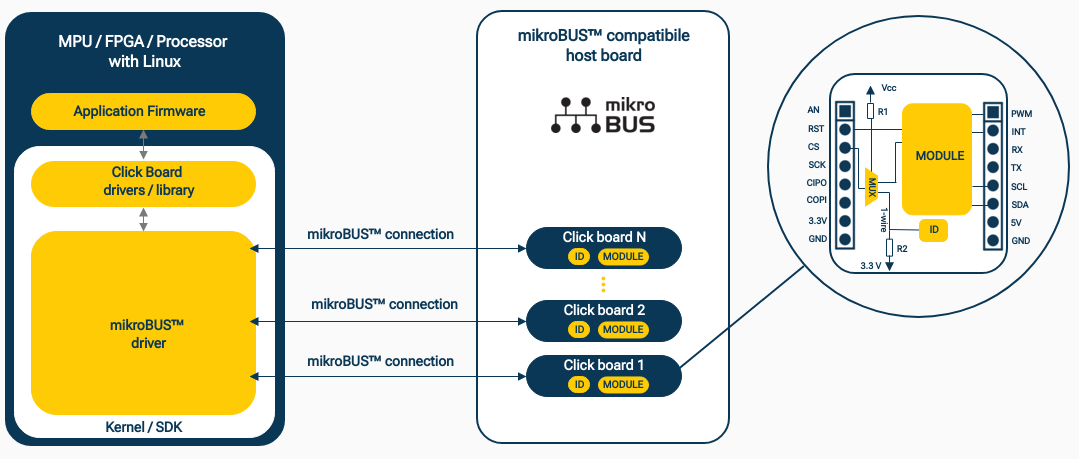 MPU / FPGA / Processor
with Linux
Application Firmware
Click Board
drivers / library
mikroBUS™
driver
Kernel / SDK
mikroBUS™ connection
mikroBUS™ connection
mikroBUS™ connection
mikroBUS™ compatibile
host board
mikro
BUS
Click board N
ID
MODULE
Click board 2
ID
MODULE
Click board 1
ID
MODULE
Vcc
R1
AN
RST
CS
SCK
CIPO
COPI
3.3V
GND
MODULE
MUX
1-wire
ID
R2
3.3 V
PWM
INT
RX
TX
SCL
SDA
5V
GND